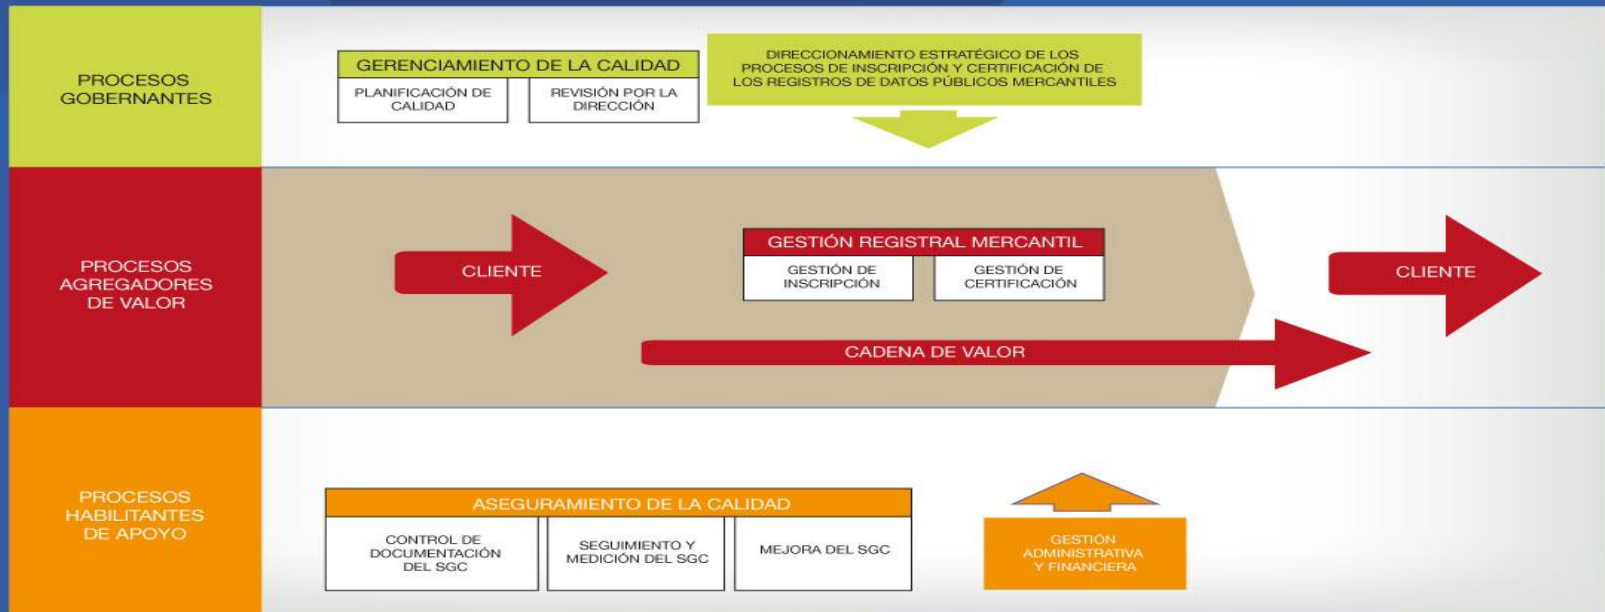 PROCESOS
GOBERNANTES
GERENCIAMIENTO DE LA CALIDAD
PLANIFICACIÓN DE
CALIDAD
REVISIÓN POR LA
DIRECCIÓN
DIRECCIONAMIENTO ESTRATÉGICO DE LOS
PROCESOS DE INSCRIPCIÓN Y CERTIFICACIÓN DE
LOS REGISTROS DE DATOS PÚBLICOS MERCANTILES
PROCESOS
AGREGADORES
DE VALOR
CLIENTE
GESTIÓN REGISTRAL MERCANTIL
GESTIÓN DE
INSCRIPCIÓN
GESTIÓN DE
CERTIFICACIÓN
CLIENTE
CADENA DE VALOR
PROCESOS
HABILITANTES
DE APOYO
ASEGURAMIENTO DE LA CALIDAD
CONTROL DE
DOCUMENTACIÓN
DEL SGC
SEGUIMIENTO Y
MEDICIÓN DEL SGC
MEJORA DEL SGC
GESTIÓN
ADMINISTRATIVA
Y FINANCIERA